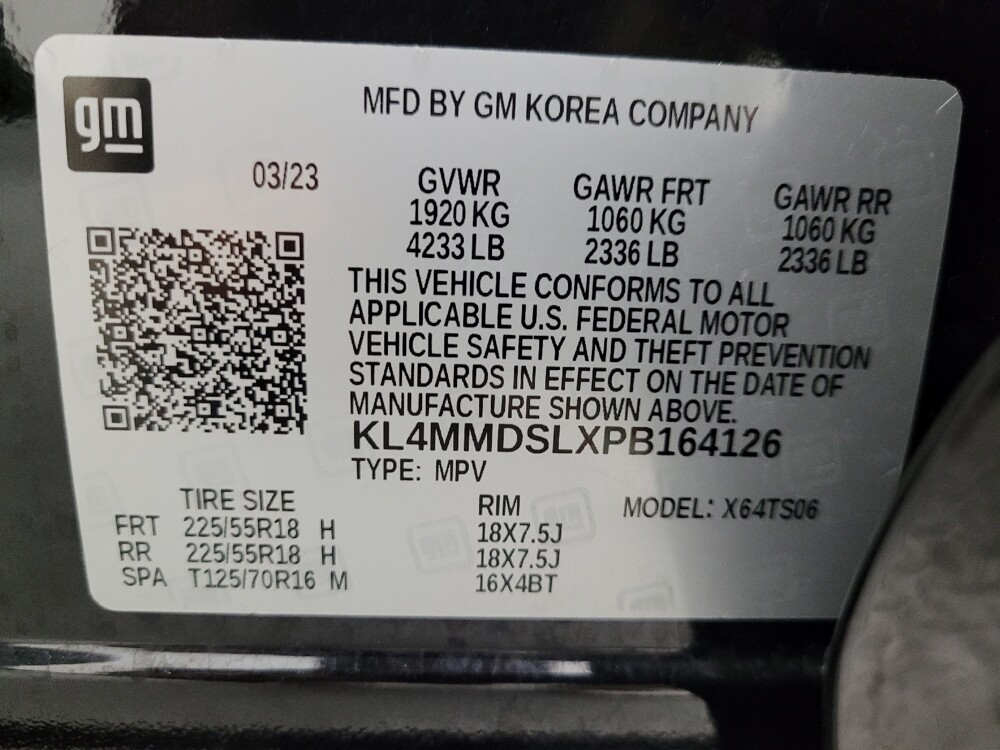 gm
MFD BY GM KOREA COMPANY
03/23
GVWR GAWR FRT GAWR RR
1920 KG 1060 KG 1060 KG
4233 LB 2336 LB 2336 LB
THIS VEHICLE CONFORMS TO ALL
APPLICABLE U.S. FEDERAL MOTOR
VEHICLE SAFETY AND THEFT PREVENTION
STANDARDS IN EFFECT ON THE DATE OF
MANUFACTURE SHOWN ABOVE.
KL4MMDSLXPB164126
TYPE: MPV
TIRE SIZE RIM MODEL: X64TS06
FRT 225/55R18 H 18X7.5J
RR 225/55R18 H 18X7.5J
SPA T125/70R16 M 16X4BT